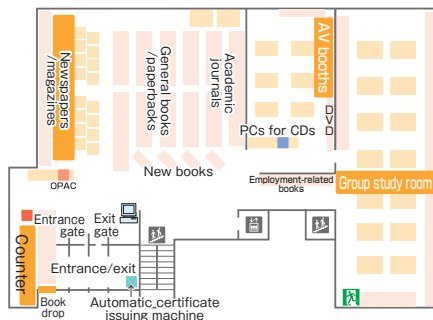 Newspapers
/magazines
General books
/paperbacks
Academic
journals
AV booths
DVD
PCs for CDs
New books
OPAC
Employment-related
books
Group study room
Entrance
gate
Exit
gate
Counter
Entrance/exit
Book
drop
Automatic certificate
issuing machine